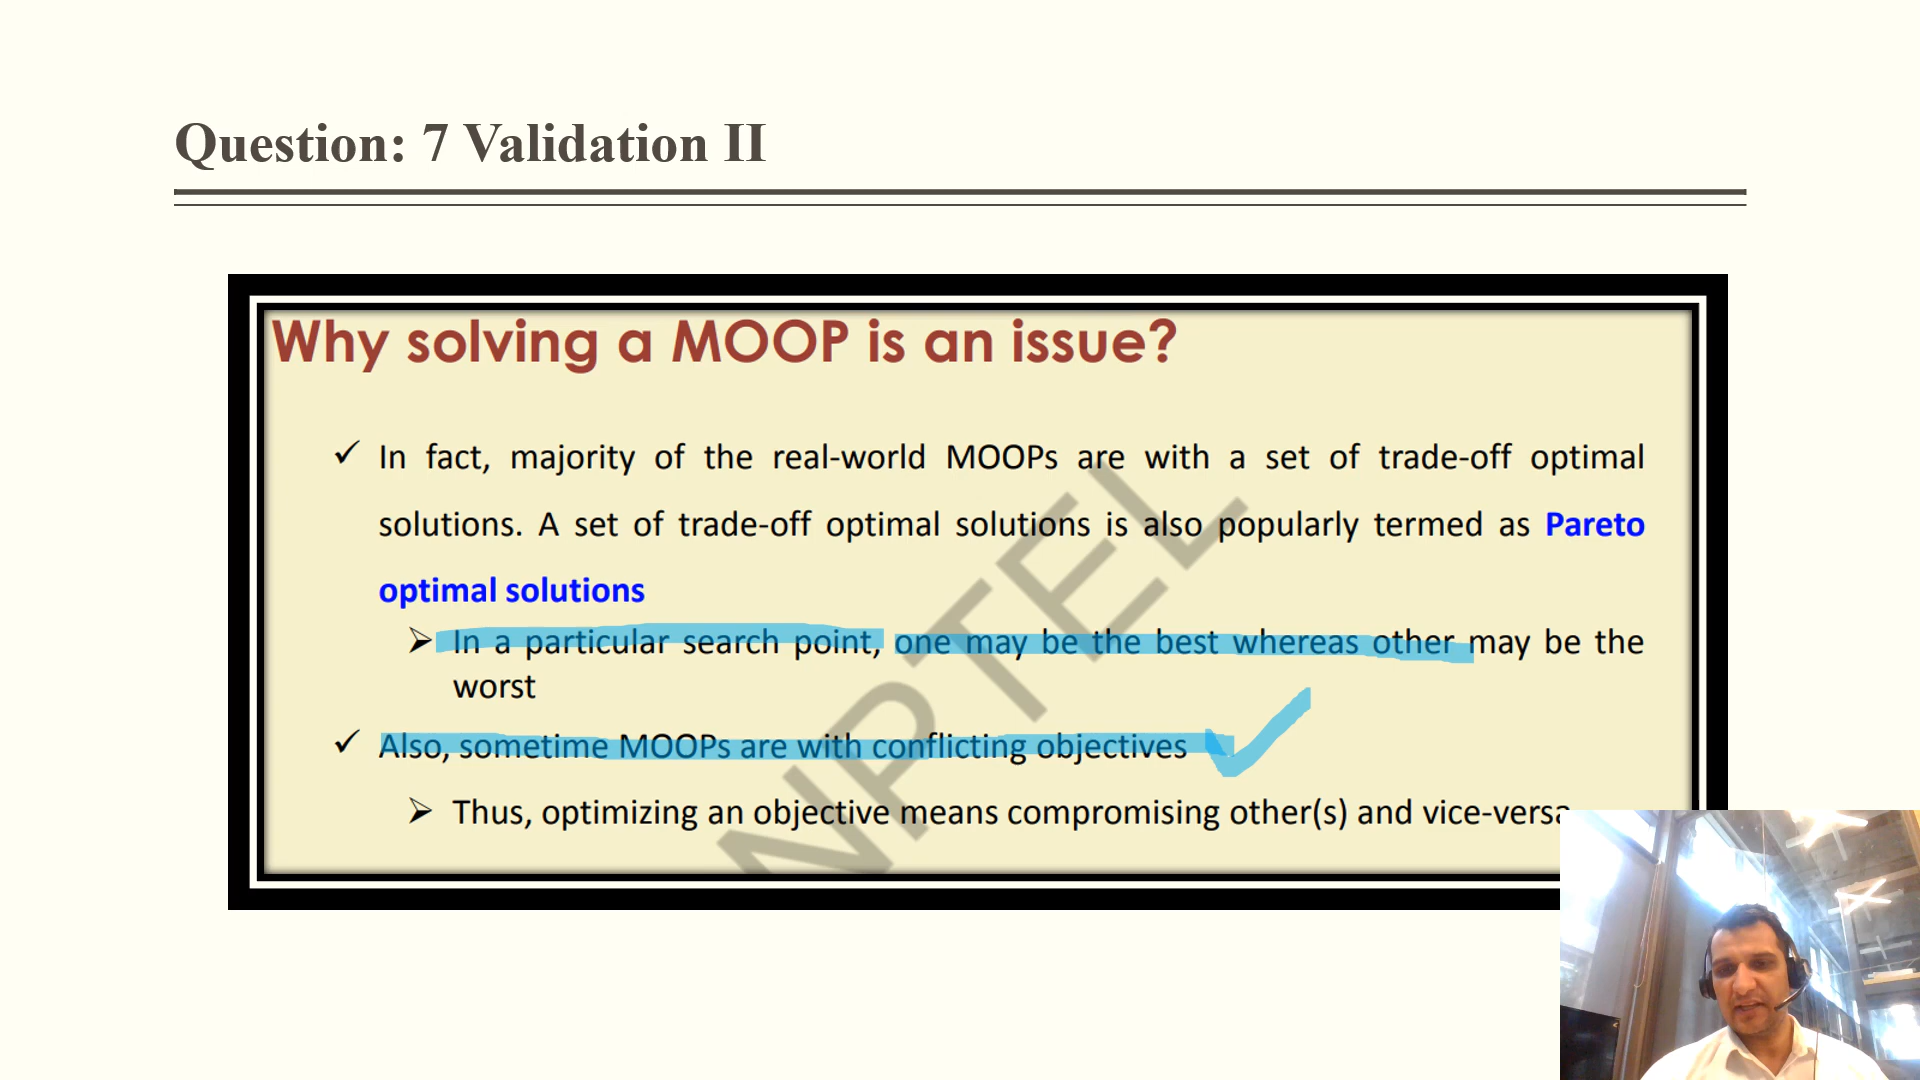 Question: 7 Validation II
Why solving a MOOP is an issue?
✓ In fact, majority of the real-world MOOPs are with a set of trade-off optimal
solutions. A set of trade-off optimal solutions is also popularly termed as Pareto
optimal solutions
➢ In a particular search point, one may be the best whereas other may be the
worst
✓ Also, sometime MOOPs are with conflicting objectives
➢ Thus, optimizing an objective means compromising other(s) and vice-versa
NPTEL